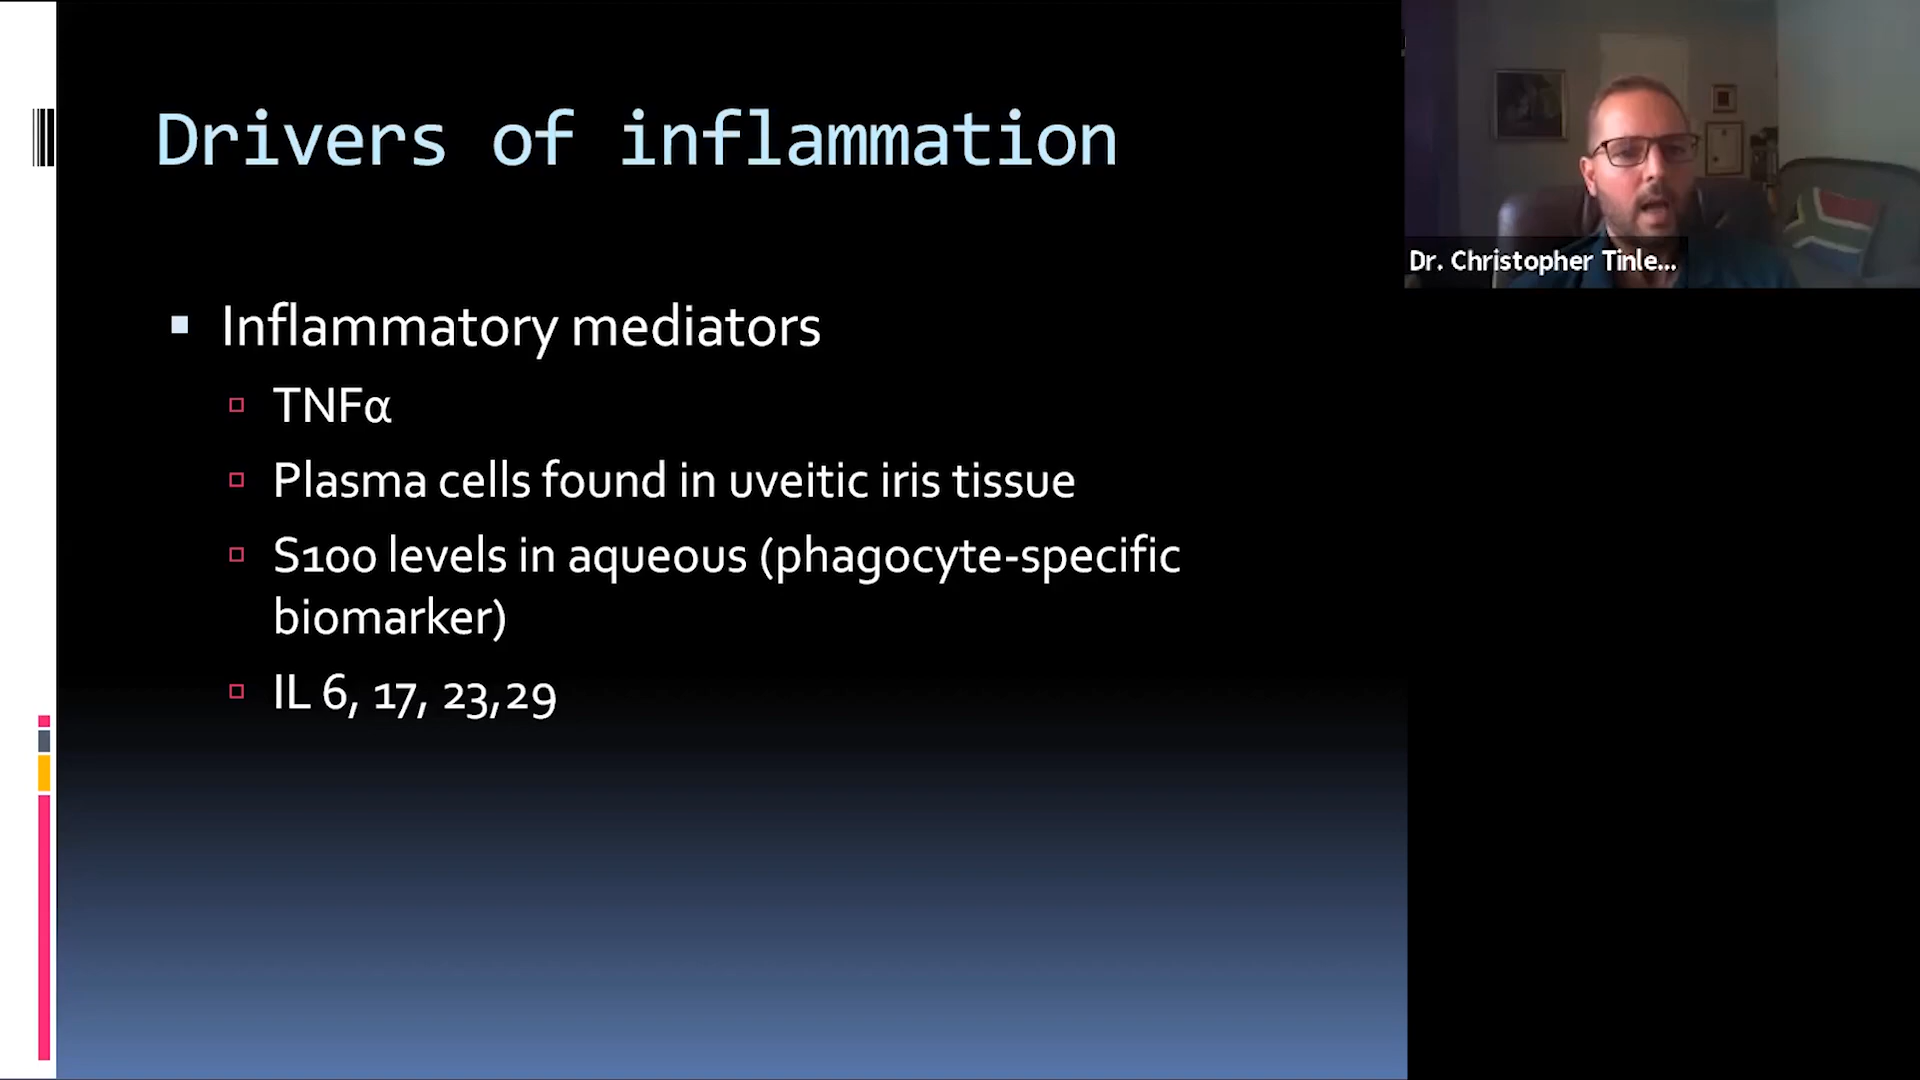 Drivers of inflammation
Dr. Christopher Tinle...
Inflammatory mediators
TNFα
Plasma cells found in uveitic iris tissue
S100 levels in aqueous (phagocyte-specific
biomarker)
IL 6, 17, 23,29